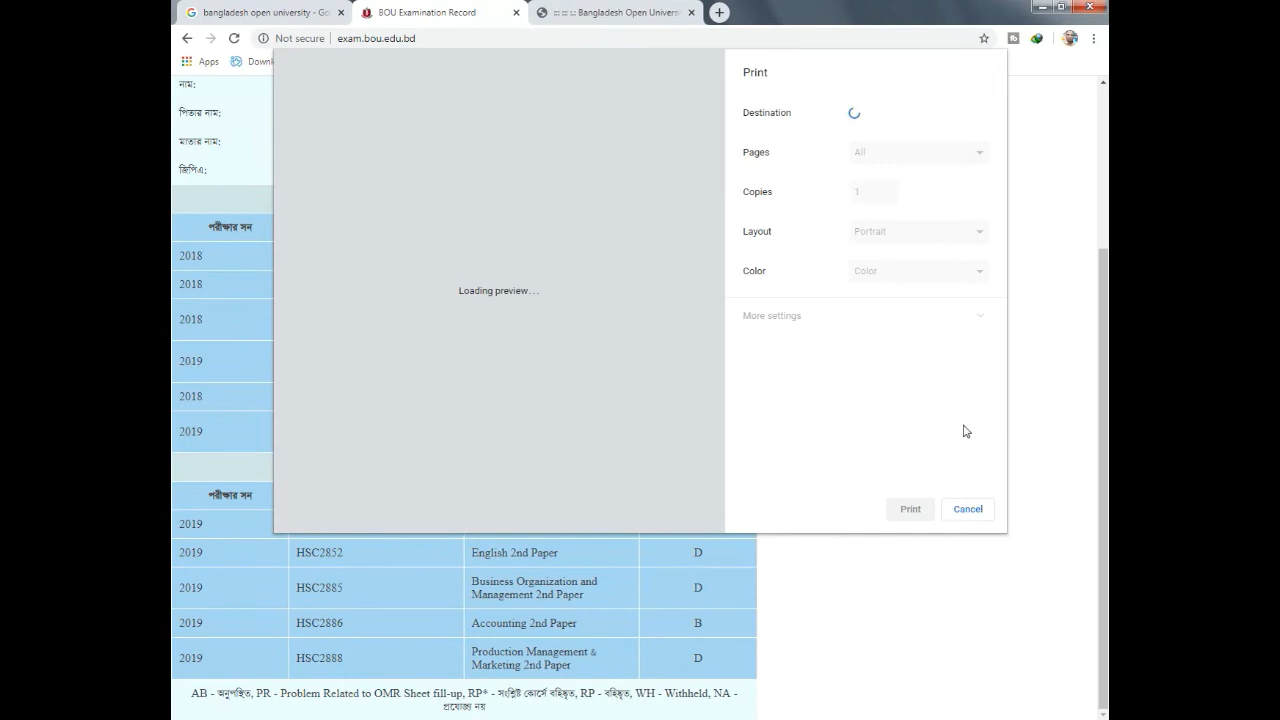 bangladesh open university - Go
BOU Examination Record
Bangladesh Open Univers
Not secure
exam.bou.edu.bd
Apps
Downl
নাম:
পিতার নাম:
মাতার নাম:
জিপিএ:
পরীক্ষার সন
2018
2018
2018
2019
2018
2019
পরীক্ষার সন
2019
Loading preview...
Print
Destination
Pages All
Copies 1
Layout Portrait
Color Color
More settings
Print Cancel
2019 HSC2852 English 2nd Paper D
2019 HSC2885 Business Organization and
Management 2nd Paper D
2019 HSC2886 Accounting 2nd Paper B
2019 HSC2888 Production Management &
Marketing 2nd Paper D
AB - অনুপস্থিত, PR - Problem Related to OMR Sheet fill-up, RP* - সংশ্লিষ্ট কোর্সে বহিষ্কৃত, RP - বহিষ্কৃত, WH - Withheld, NA -
প্রযোজ্য নয়